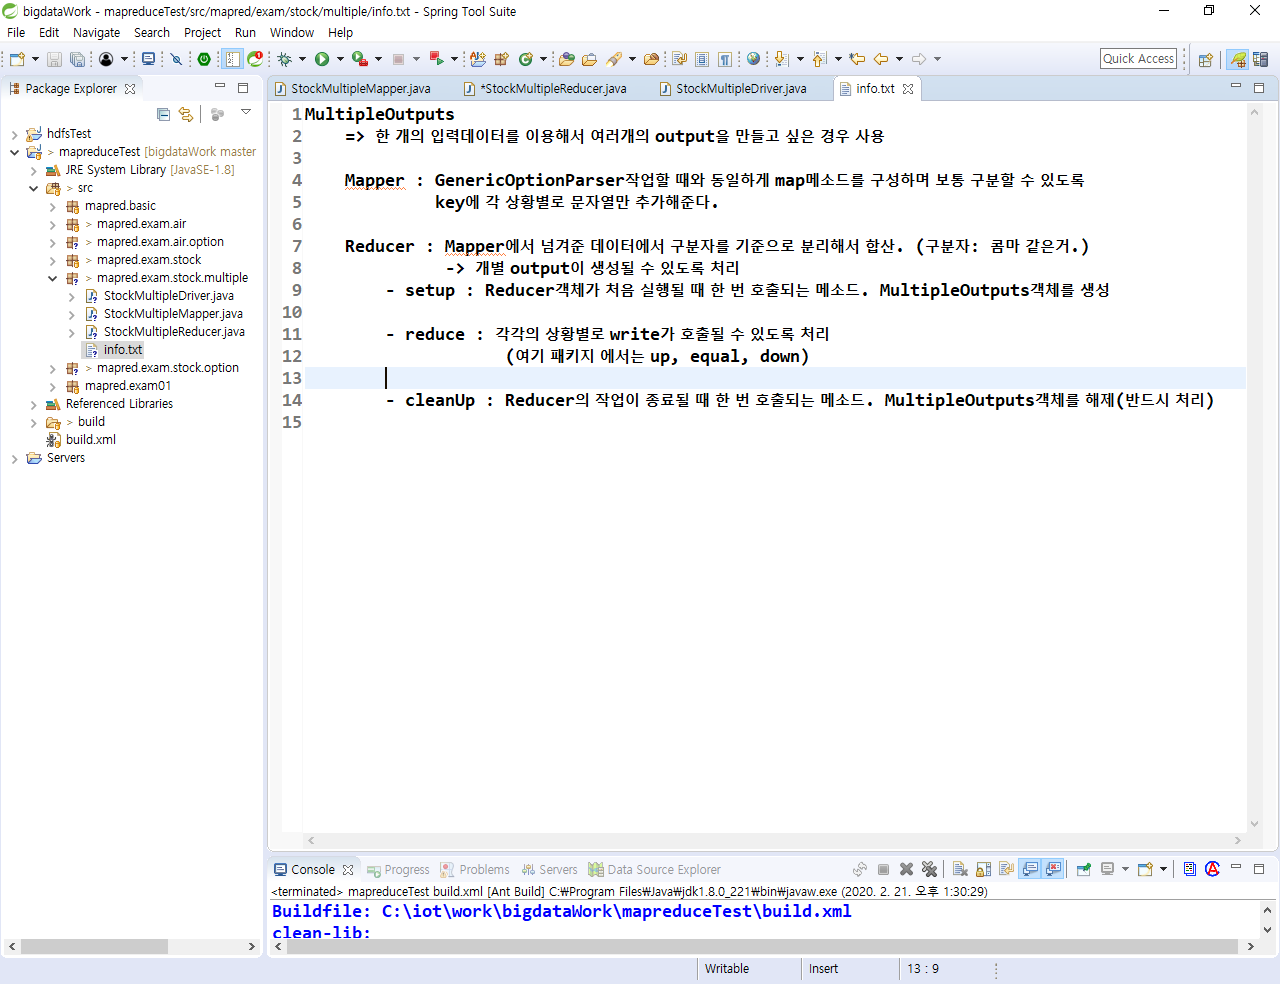 bigdataWork - mapreduceTest/src/mapred/exam/stock/multiple/info.txt - Spring Tool Suite
File Edit Navigate Search Project Run Window Help
Quick Access
Package Explorer
hdfsTest
> mapreduceTest [bigdataWork master
JRE System Library [JavaSE-1.8]
> src
mapred.basic
> mapred.exam.air
> mapred.exam.air.option
> mapred.exam.stock
> mapred.exam.stock.multiple
StockMultipleDriver.java
StockMultipleMapper.java
StockMultipleReducer.java
info.txt
> mapred.exam.stock.option
mapred.exam01
Referenced Libraries
> build
build.xml
Servers
StockMultipleMapper.java *StockMultipleReducer.java StockMultipleDriver.java info.txt
1 MultipleOutputs
2 => 한 개의 입력데이터를 이용해서 여러개의 output을 만들고 싶은 경우 사용
3
4 Mapper : GenericOptionParser작업할 때와 동일하게 map메소드를 구성하며 보통 구분할 수 있도록
5 key에 각 상황별로 문자열만 추가해준다.
6
7 Reducer : Mapper에서 넘겨준 데이터에서 구분자를 기준으로 분리해서 합산. (구분자: 콤마 같은거.)
8 -> 개별 output이 생성될 수 있도록 처리
9 - setup : Reducer객체가 처음 실행될 때 한 번 호출되는 메소드. MultipleOutputs객체를 생성
10
11 - reduce : 각각의 상황별로 write가 호출될 수 있도록 처리
12 (여기 패키지 에서는 up, equal, down)
13
14 - cleanUp : Reducer의 작업이 종료될 때 한 번 호출되는 메소드. MultipleOutputs객체를 해제(반드시 처리)
15
Console Progress Problems Servers Data Source Explorer
<terminated> mapreduceTest build.xml [Ant Build] C:₩Program Files₩Java₩jdk1.8.0_221₩bin₩javaw.exe (2020. 2. 21. 오후 1:30:29)
Buildfile: C:\iot\work\bigdataWork\mapreduceTest\build.xml
clean-lib:
Writable Insert 13 : 9